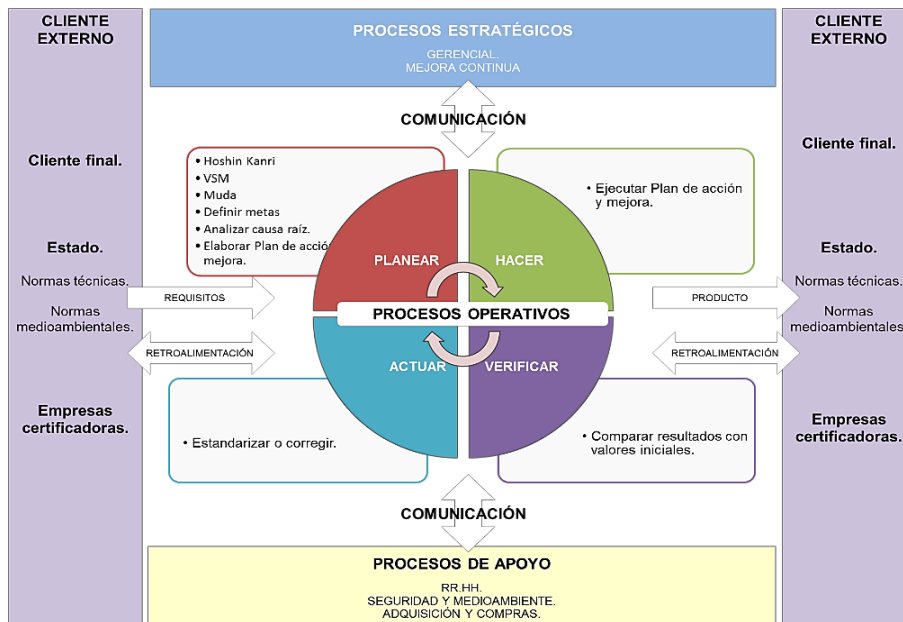 CLIENTE
EXTERNO
Cliente final.
Estado.
Normas técnicas.
Normas
medioambientales.
Empresas
certificadoras.
PROCESOS ESTRATÉGICOS
GERENCIAL.
MEJORA CONTINUA
COMUNICACIÓN
• Hoshin Kanri
• VSM
• Muda
• Definir metas
• Analizar causa raíz.
• Elaborar Plan de acción
mejora.
• Ejecutar Plan de acción
y mejora.
PLANEAR
HACER
REQUISITOS
PROCESOS OPERATIVOS
PRODUCTO
RETROALIMENTACIÓN
ACTUAR
VERIFICAR
RETROALIMENTACIÓN
• Estandarizar o corregir.
• Comparar resultados con
valores iniciales.
COMUNICACIÓN
PROCESOS DE APOYO
RR.HH.
SEGURIDAD Y MEDIOAMBIENTE.
ADQUISICIÓN Y COMPRAS.
CLIENTE
EXTERNO
Cliente final.
Estado.
Normas técnicas.
Normas
medioambientales.
Empresas
certificadoras.